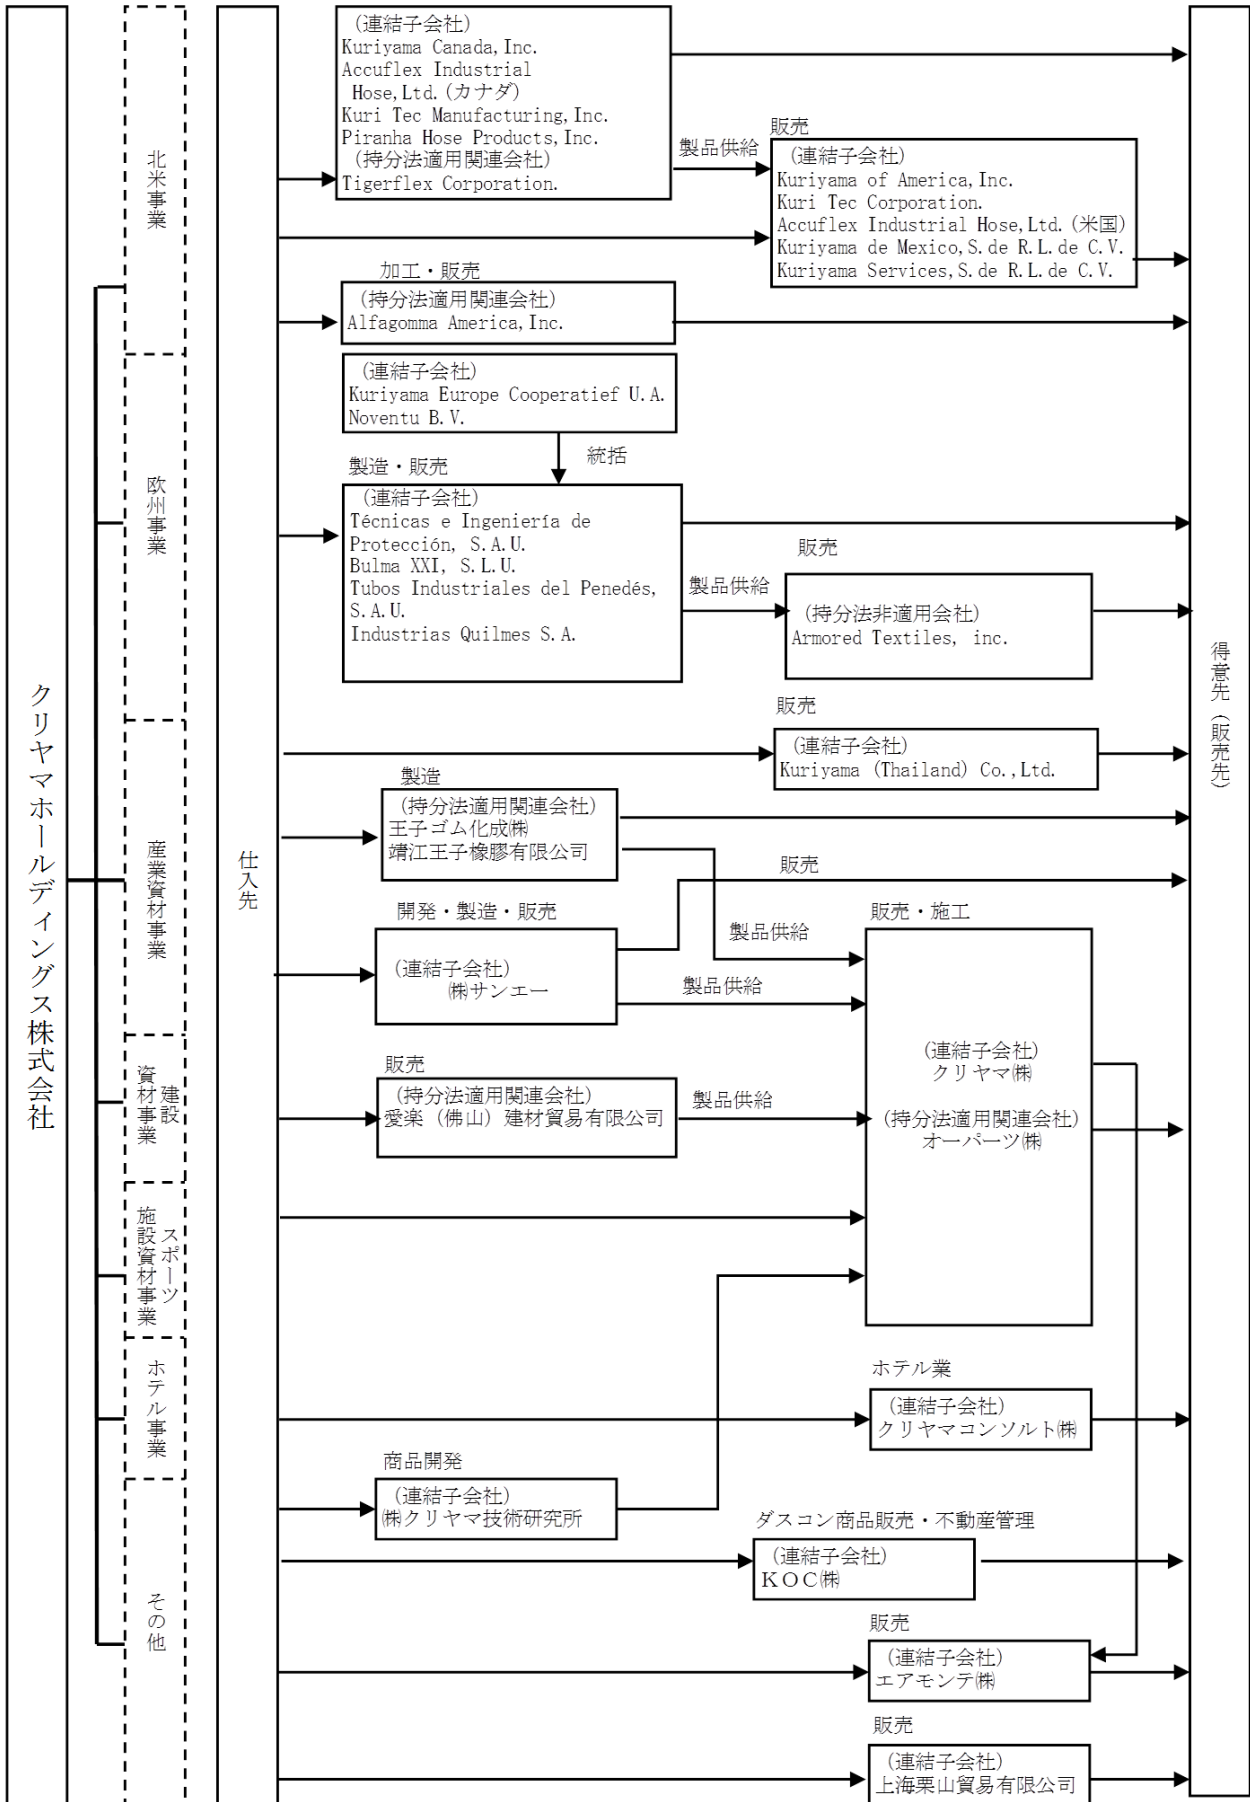 クリヤマホールディングス株式会社
北米事業
欧州事業
産業資材事業
建設
資材事業
スポーツ
施設資材事業
ホテル事業
その他
仕入先
(連結子会社)
Kuriyama Canada,Inc.
Accuflex Industrial
Hose,Ltd.(カナダ)
Kuri Tec Manufacturing,Inc.
Piranha Hose Products,Inc.
(持分法適用関連会社)
Tigerflex Corporation.
製品供給
販売
(連結子会社)
Kuriyama of America,Inc.
Kuri Tec Corporation.
Accuflex Industrial Hose,Ltd.(米国)
Kuriyama de Mexico,S.de R.L.de C.V.
Kuriyama Services,S.de R.L.de C.V.
加工・販売
(持分法適用関連会社)
Alfagomma America,Inc.
(連結子会社)
Kuriyama Europe Cooperatief U.A.
Noventu B.V.
統括
製造・販売
(連結子会社)
Técnicas e Ingeniería de
Protección, S.A.U.
Bulma XXI, S.L.U.
Tubos Industriales del Penedés,
S.A.U.
Industrias Quilmes S.A.
製品供給
販売
(持分法非適用会社)
Armored Textiles, inc.
販売
(連結子会社)
Kuriyama (Thailand) Co.,Ltd.
製造
(持分法適用関連会社)
王子ゴム化成㈱
靖江王子橡膠有限公司
販売
開発・製造・販売
(連結子会社)
㈱サンエー
製品供給
製品供給
販売・施工
(連結子会社)
クリヤマ㈱
(持分法適用関連会社)
オーパーツ㈱
販売
(持分法適用関連会社)
愛楽（佛山）建材貿易有限公司
製品供給
ホテル業
(連結子会社)
クリヤマコンソルト㈱
商品開発
(連結子会社)
㈱クリヤマ技術研究所
ダスコン商品販売・不動産管理
(連結子会社)
ＫＯＣ㈱
販売
(連結子会社)
エアモンテ㈱
販売
(連結子会社)
上海栗山貿易有限公司
得意先（販売先）